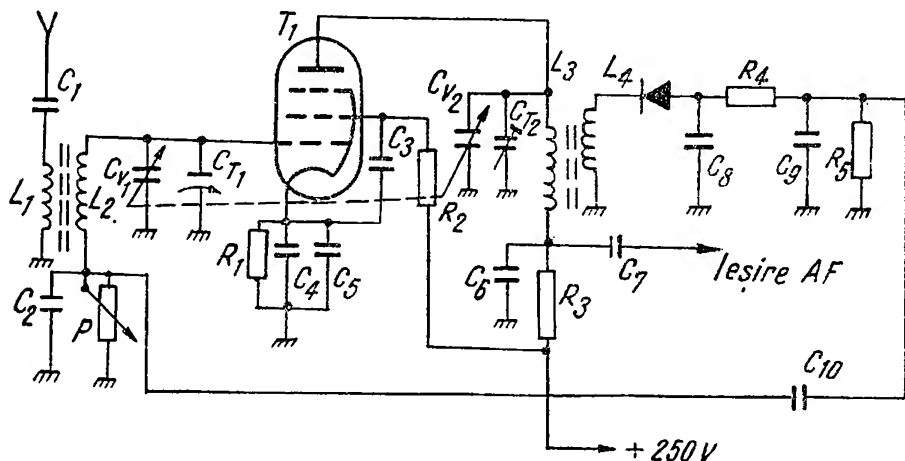 T1
C1
L1
L2
CV1
CT1
C3
R2
CV2
CT2
L3
L4
R4
C8
C9
R5
R1
C4
C5
C2
P
C6
R3
C7
Iesire AF
C10
+ 250 V